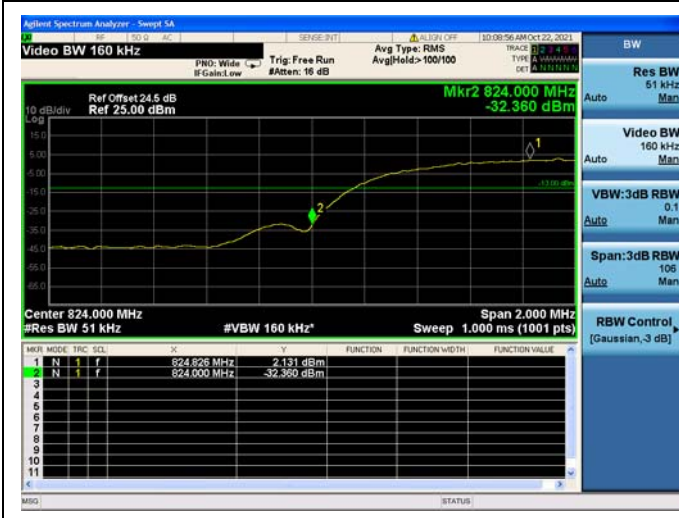 Agilent Spectrum Analyzer - Swept SA
RF 50 Ω AC SENSE:INT ALIGN OFF 10:08:56 AM Oct 22, 2021
Video BW 160 kHz
PNO: Wide
IFGain:Low
Trig: Free Run
#Atten: 16 dB
Avg Type: RMS
Avg|Hold:>100/100
TRACE 1 2 3 4 5 6
TYPE A WWWWW
DET A N N N N N
Mkr2 824.000 MHz
-32.360 dBm
Ref Offset 24.5 dB
Ref 25.00 dBm
10 dB/div
Log
15.0
5.00
-5.00
-15.0
-25.0
-35.0
-45.0
-55.0
-65.0
1
-13.00 dBm
2
Center 824.000 MHz
Span 2.000 MHz
#Res BW 51 kHz
#VBW 160 kHz*
Sweep 1.000 ms (1001 pts)
MKR MODE TRC SCL X Y FUNCTION FUNCTION WIDTH FUNCTION VALUE
1 N 1 f 824.826 MHz 2.131 dBm
2 N 1 f 824.000 MHz -32.360 dBm
3
4
5
6
7
8
9
10
11
MSG
STATUS
BW
Res BW
51 kHz
Auto Man
Video BW
160 kHz
Auto Man
VBW:3dB RBW
0.1
Auto Man
Span:3dB RBW
106
Auto Man
RBW Control
[Gaussian,-3 dB]